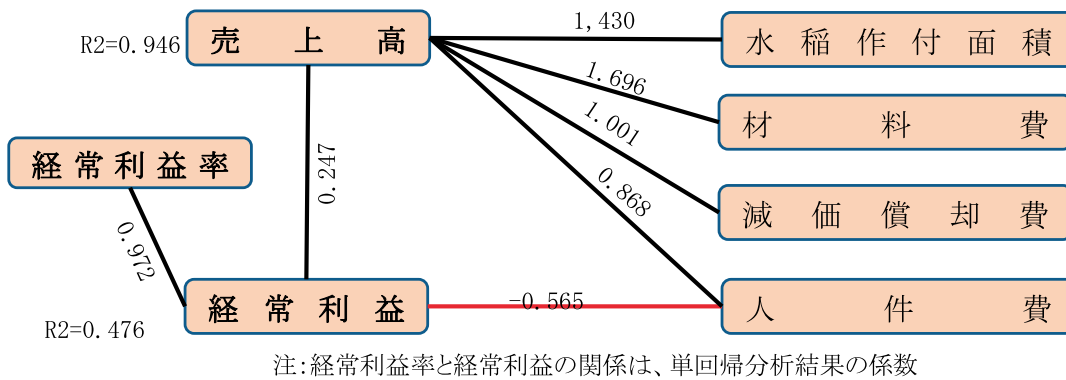 1,430
売上高
水稲作付面積
R2=0.946
1.696
材料費
1.001
0.247
経常利益率
0.868
減価償却費
0.972
経常利益
-0.565
人件費
R2=0.476
注:経常利益率と経常利益の関係は、単回帰分析結果の係数